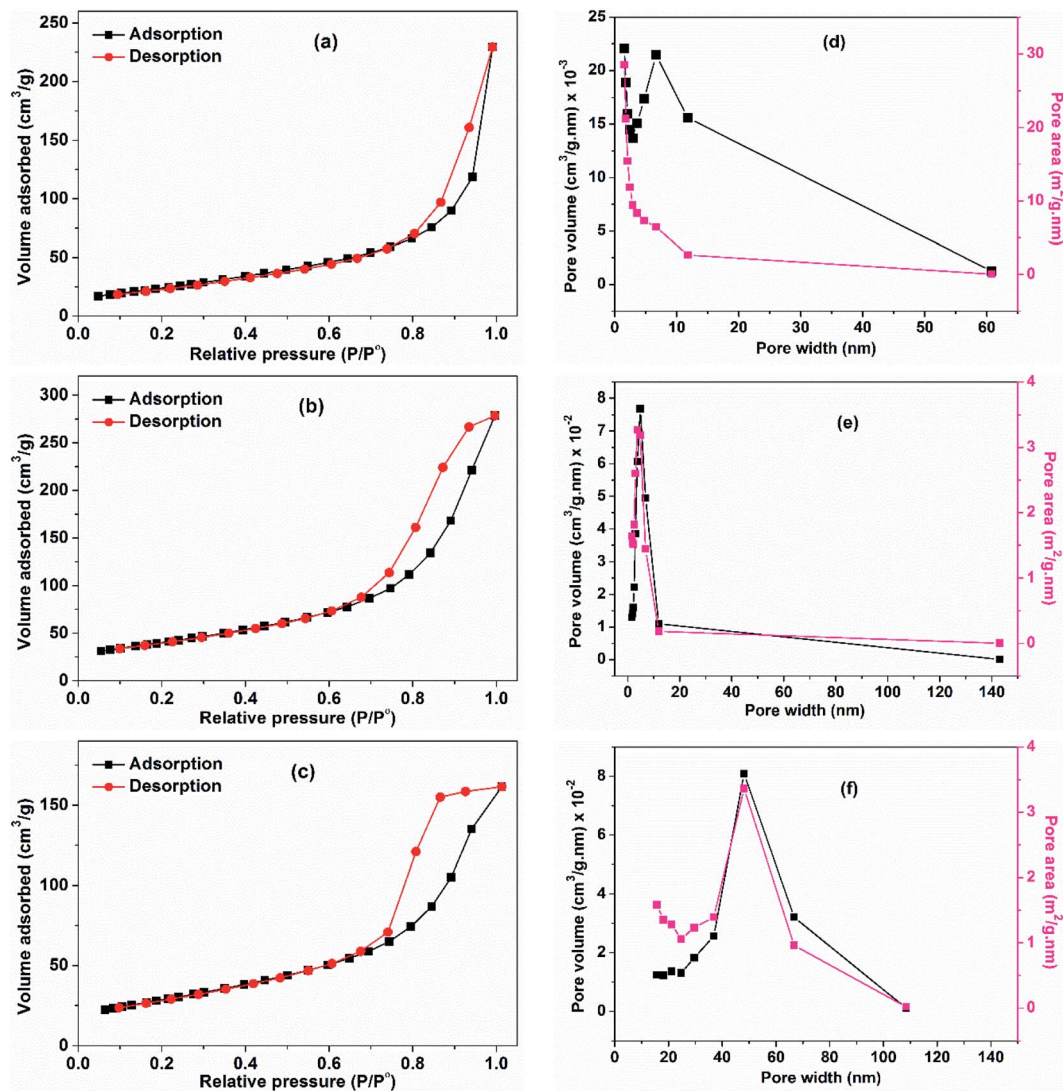 (a)
Adsorption
Desorption
Volume adsorbed (cm³/g)
250
200
150
100
50
0
0.0 0.2 0.4 0.6 0.8 1.0
Relative pressure (P/Pº)
(d)
Pore volume (cm³/g.nm) x 10⁻³
25
22
20
17
15
12
10
7
5
2
0
0 10 20 30 40 50 60
Pore width (nm)
30
20
10
0
Pore area (m²/g.nm)
(b)
Adsorption
Desorption
Volume adsorbed (cm³/g)
300
250
200
150
100
50
0
0.0 0.2 0.4 0.6 0.8 1.0
Relative pressure (P/Pº)
(e)
Pore volume (cm³/g.nm) x 10⁻²
8
7
6
5
4
3
2
1
0
0 20 40 60 80 100 120 140
Pore width (nm)
4
3
2
1
0
Pore area (m²/g.nm)
(c)
Adsorption
Desorption
Volume adsorbed (cm³/g)
150
100
50
0
0.0 0.2 0.4 0.6 0.8 1.0
Relative pressure (P/Pº)
(f)
Pore volume (cm³/g.nm) x 10⁻²
8
6
4
2
0
0 20 40 60 80 100 120 140
Pore width (nm)
4
3
2
1
0
Pore area (m²/g.nm)